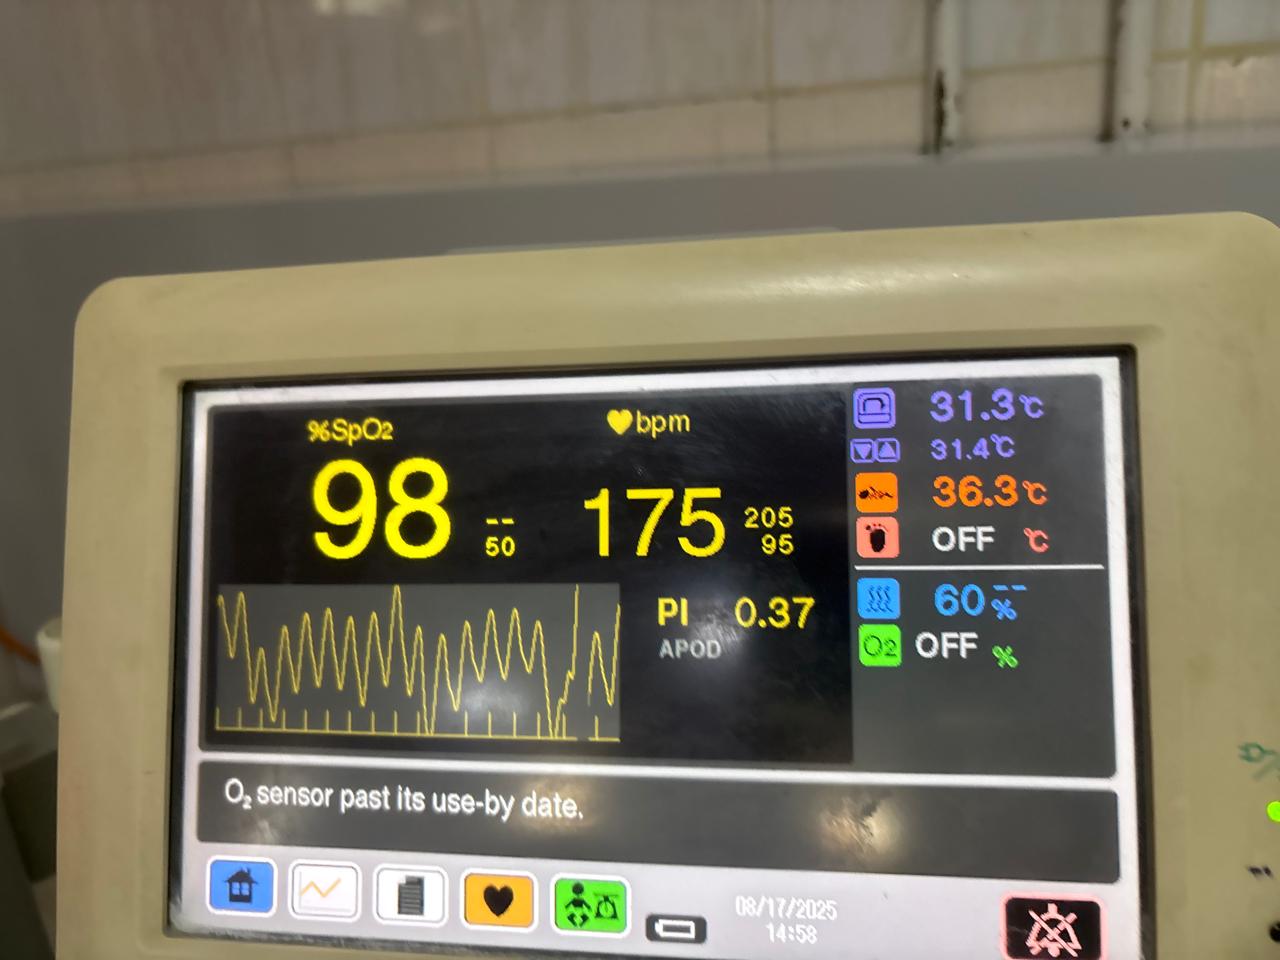 %SpO2
98
--
50
bpm
175
205
95
PI 0.37
APOD
31.3°C
31.4°C
36.3°C
OFF °C
60 --%
O2 OFF %
O2 sensor past its use-by date.
08/17/2025
14:58